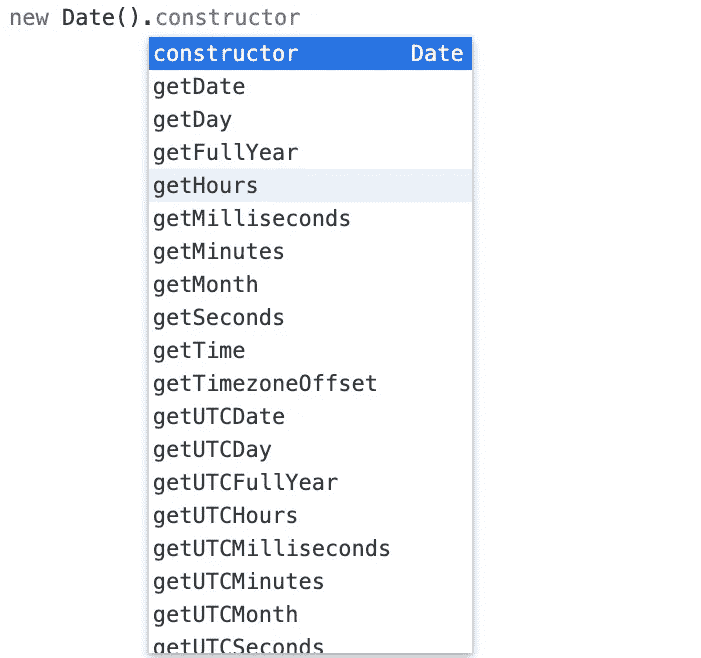 new Date().constructor
constructor Date
getDate
getDay
getFullYear
getHours
getMilliseconds
getMinutes
getMonth
getSeconds
getTime
getTimezoneOffset
getUTCDate
getUTCDay
getUTCFullYear
getUTCHours
getUTCMilliseconds
getUTCMinutes
getUTCMonth
getUTCSeconds